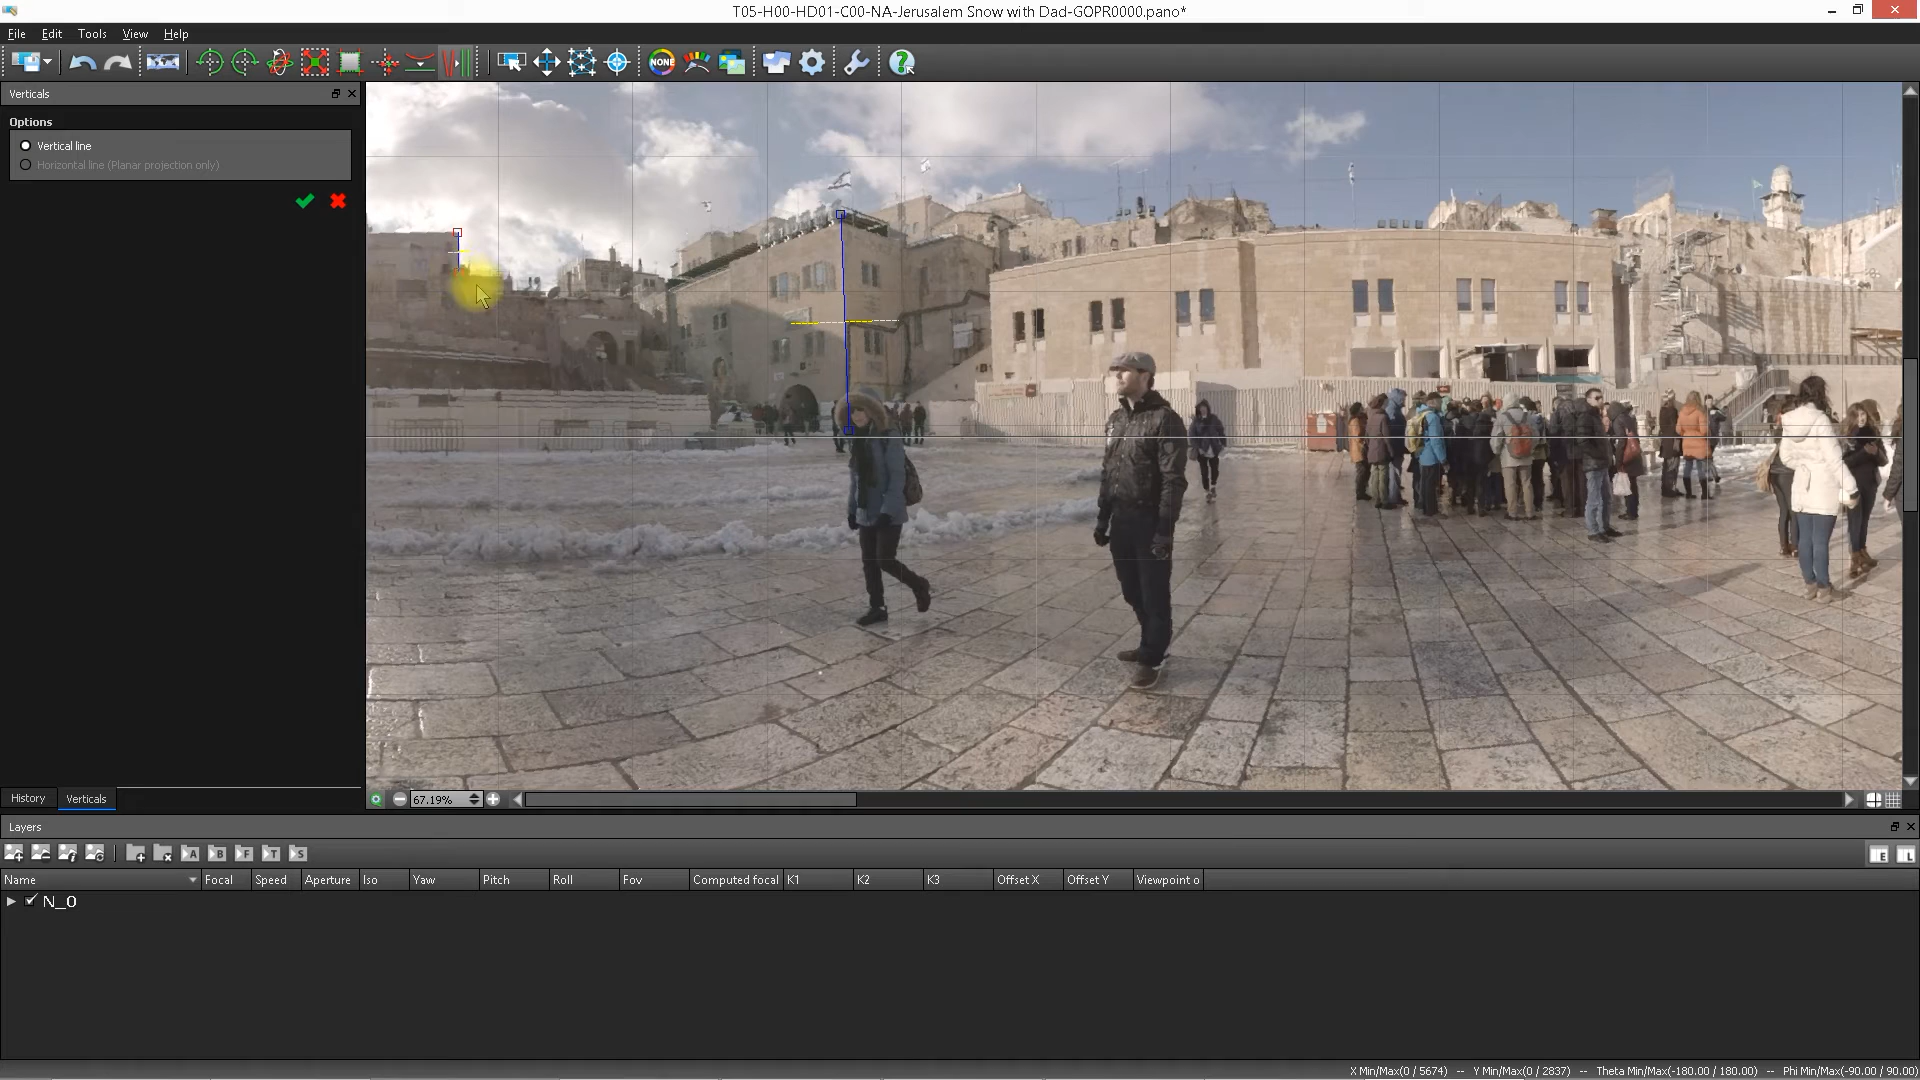 T05-H00-HD01-C00-NA-Jerusalem Snow with Dad-GOPR0000.pano*
File Edit Tools View Help
NONE
Verticals
Options
Vertical line
Horizontal line (Planar projection only)
History Verticals
67.19%
Layers
A B F T S E L
Name Focal Speed Aperture Iso Yaw Pitch Roll Fov Computed focal K1 K2 K3 Offset X Offset Y Viewpoint o
N_0
X Min/Max(0 / 5674) -- Y Min/Max(0 / 2837) -- Theta Min/Max(-180.00 / 180.00) -- Phi Min/Max(-90.00 / 90.00)